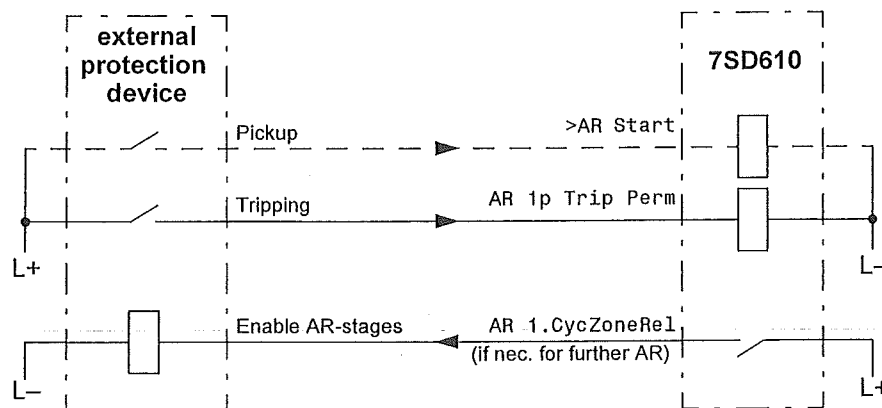 external
protection
device
7SD610
Pickup
>AR Start
Tripping
AR 1p Trip Perm
L+
L–
Enable AR-stages
AR 1.CycZoneRel
(if nec. for further AR)
L–
L+